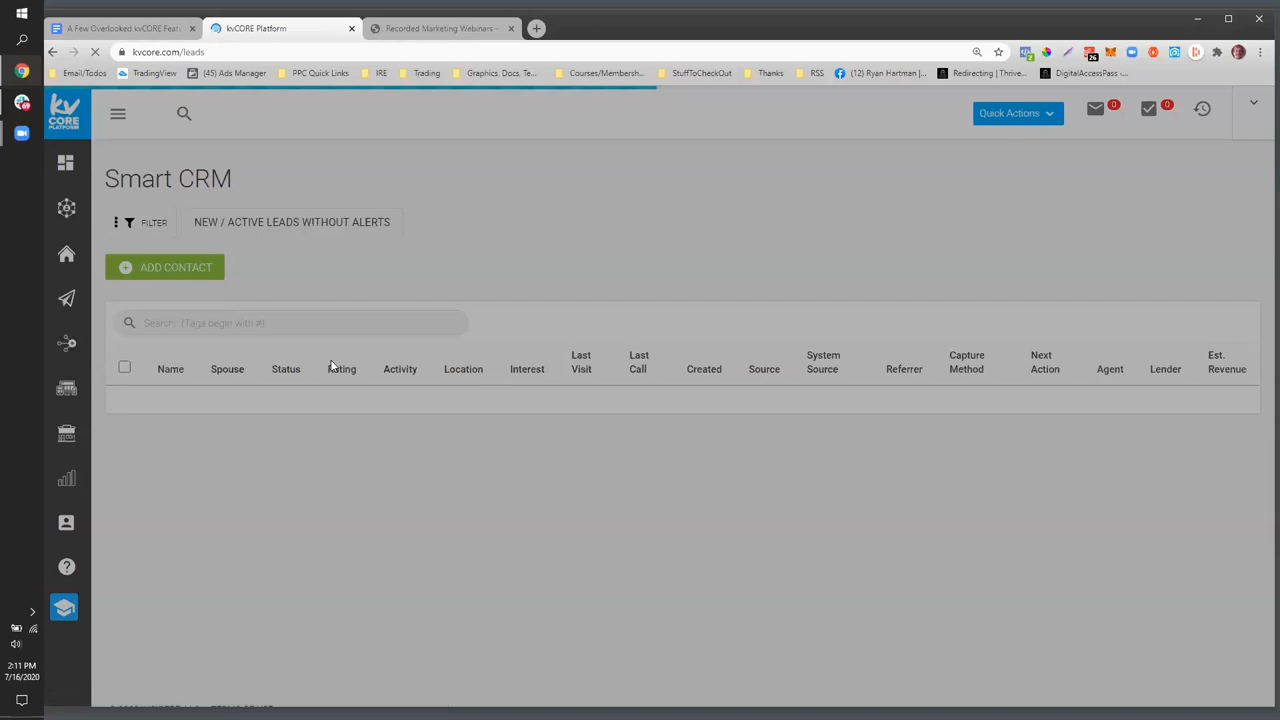 A Few Overlooked kvCORE Feat
kvCORE Platform
Recorded Marketing Webinars -
kvcore.com/leads
Email/Todos
TradingView
(45) Ads Manager
PPC Quick Links
IRE
Trading
Graphics, Docs, Te...
Courses/Membersh...
StuffToCheckOut
Thanks
RSS
(12) Ryan Hartman |...
Redirecting | Thrive...
DigitalAccessPass ‹...
2
26
kv
CORE
PLATFORM
Quick Actions
0
0
Smart CRM
FILTER
NEW / ACTIVE LEADS WITHOUT ALERTS
ADD CONTACT
Search... (Tags begin with #)
Name
Spouse
Status
Rating
Activity
Location
Interest
Last
Visit
Last
Call
Created
Source
System
Source
Referrer
Capture
Method
Next
Action
Agent
Lender
Est.
Revenue
2:11 PM
7/16/2020